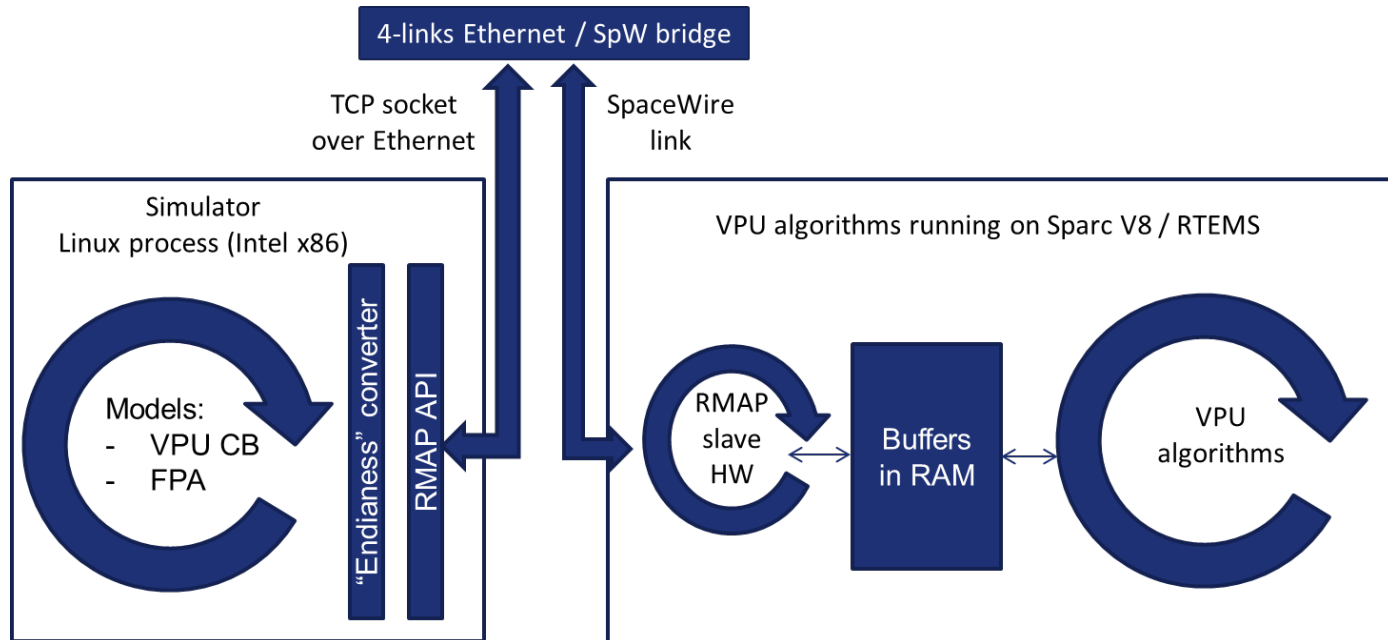 4-links Ethernet / SpW bridge
TCP socket
over Ethernet
SpaceWire
link
Simulator
Linux process (Intel x86)
Models:
- VPU CB
- FPA
“Endianess” converter
RMAP API
VPU algorithms running on Sparc V8 / RTEMS
RMAP
slave
HW
Buffers
in RAM
VPU
algorithms